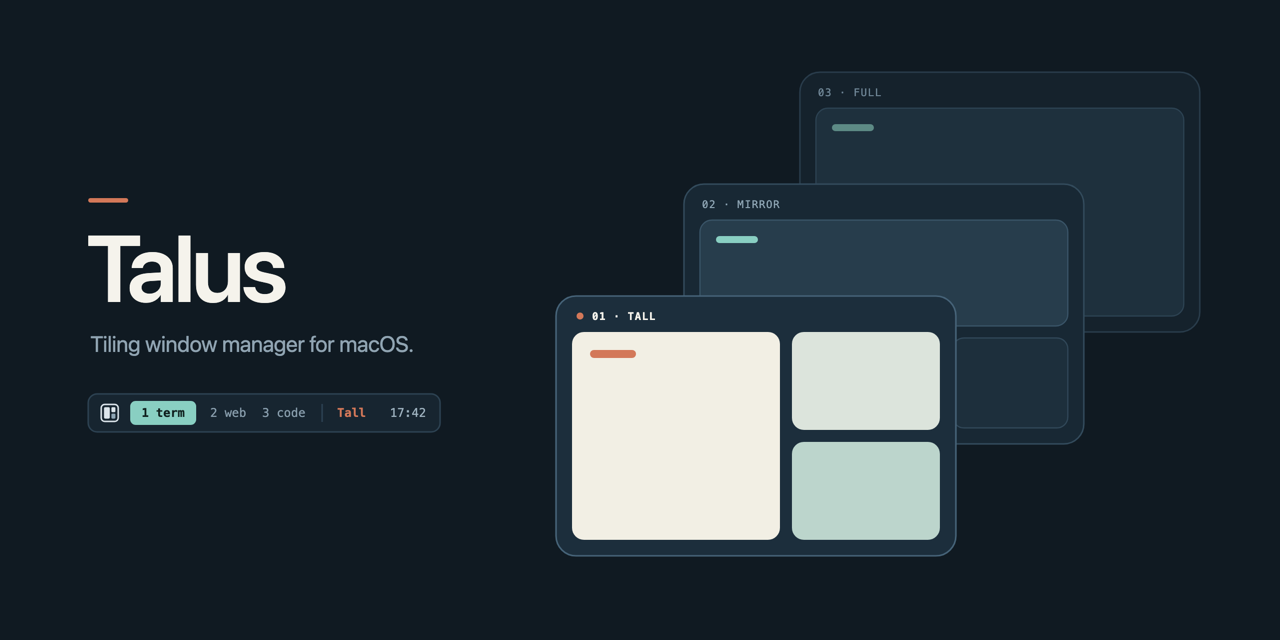 Talus
Tiling window manager for macOS.
1 term 2 web 3 code Tall 17:42
03 · FULL
02 · MIRROR
01 · TALL